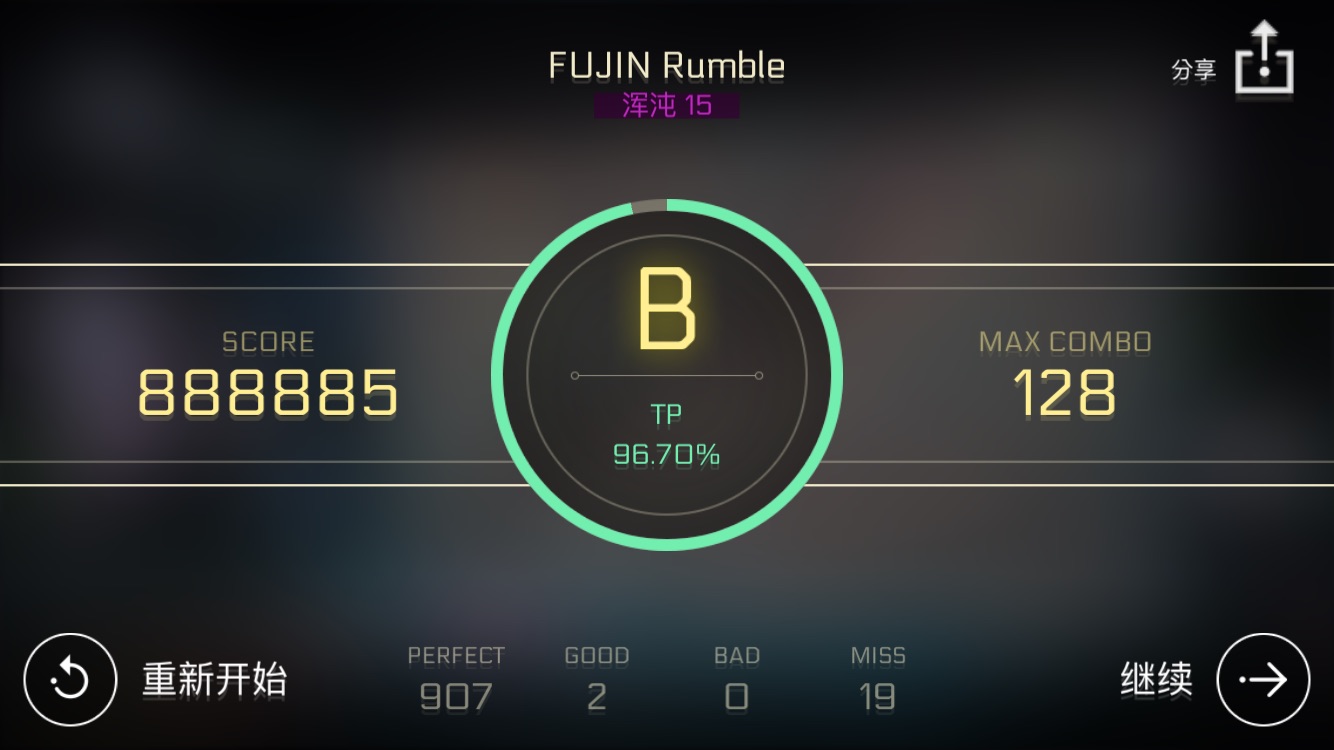 FUJIN Rumble
浑沌 15
分享
B
SCORE
888885
TP
96.70%
MAX COMBO
128
重新开始
PERFECT
907
GOOD
2
BAD
0
MISS
19
继续